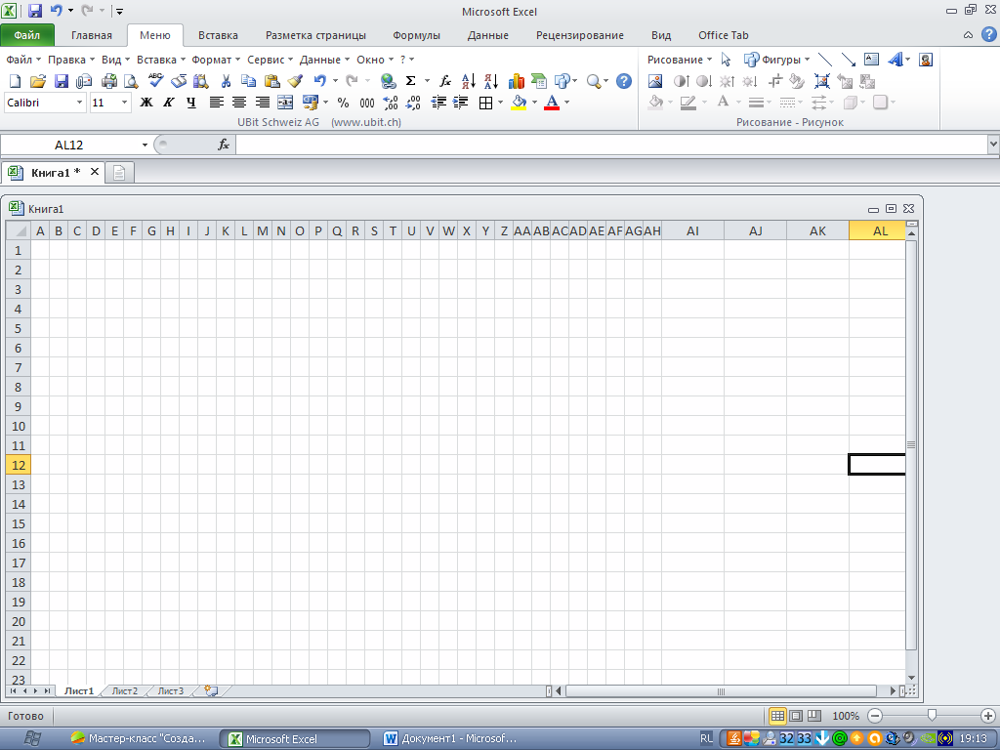 Microsoft Excel
Файл Главная Меню Вставка Разметка страницы Формулы Данные Рецензирование Вид Office Tab
Файл Правка Вид Вставка Формат Сервис Данные Окно ? Рисование Фигуры
Calibri 11 Ж К Ч % 000
UBit Schweiz AG (www.ubit.ch) Рисование - Рисунок
AL12 fx
Книга1 *
Книга1
A B C D E F G H I J K L M N O P Q R S T U V W X Y Z AA AB AC AD AE AF AG AH AI AJ AK AL
1
2
3
4
5
6
7
8
9
10
11
12
13
14
15
16
17
18
19
20
21
22
23
Лист1 Лист2 Лист3
Готово 100%
Мастер-класс "Созда... Microsoft Excel Документ1 - Microsof... RU 32 33 19:13